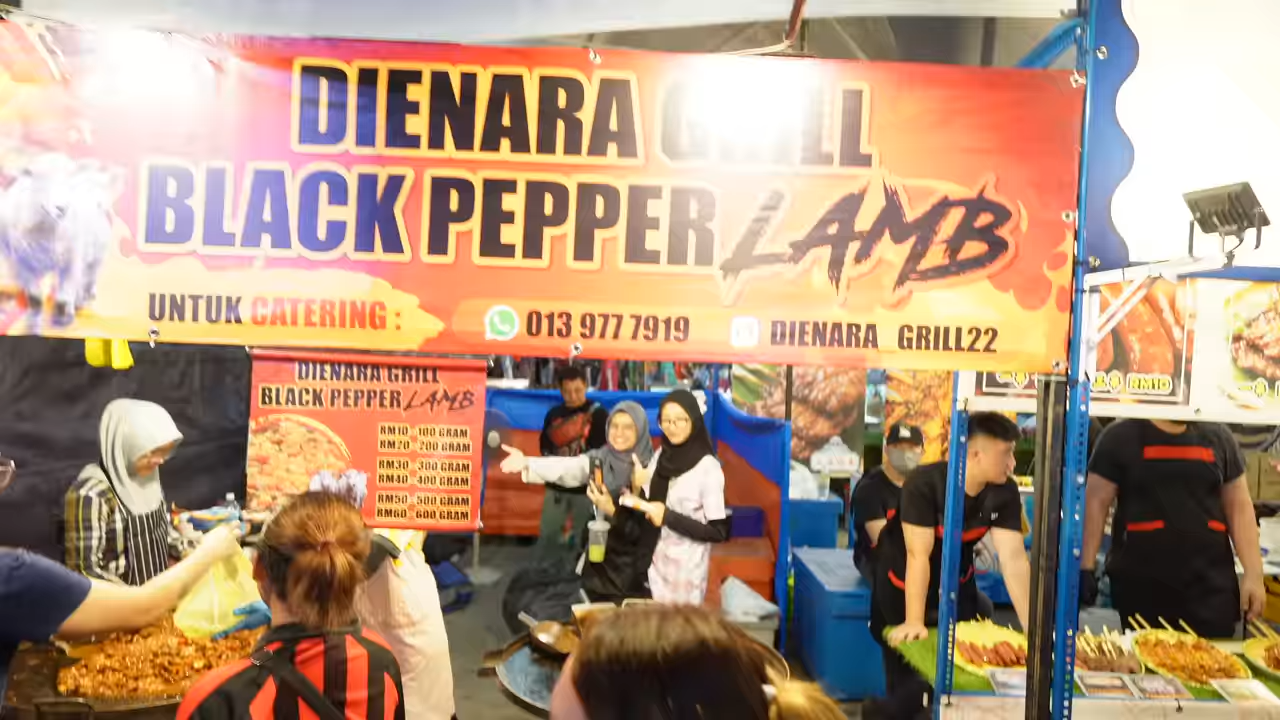 DIENARA GRILL
BLACK PEPPER LAMB
UNTUK CATERING :
013 977 7919
DIENARA GRILL22
DIENARA GRILL
BLACK PEPPER LAMB
RM10 - 100 GRAM
RM20 - 200 GRAM
RM30 - 300 GRAM
RM40 - 400 GRAM
RM50 - 500 GRAM
RM60 - 600 GRAM
RM10